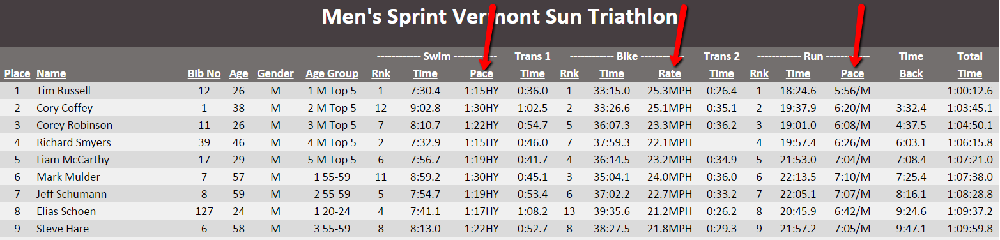 Men's Sprint Vermont Sun Triathlon
------------ Swim ------------ Trans 1 ------------ Bike ------------ Trans 2 ------------ Run ------------ Time Total
Place Name Bib No Age Gender Age Group Rnk Time Pace Time Rnk Time Rate Time Rnk Time Pace Back Time
1 Tim Russell 12 26 M 1 M Top 5 1 7:30.4 1:15HY 0:36.0 1 33:15.0 25.3MPH 0:26.4 1 18:24.6 5:56/M 1:00:12.6
2 Cory Coffey 1 38 M 2 M Top 5 12 9:02.8 1:30HY 1:02.5 2 33:26.6 25.1MPH 0:35.1 2 19:37.9 6:20/M 3:32.4 1:03:45.1
3 Corey Robinson 11 26 M 3 M Top 5 7 8:10.7 1:22HY 0:54.7 5 36:07.3 23.3MPH 0:36.2 3 19:01.0 6:08/M 4:37.5 1:04:50.1
4 Richard Smyers 39 46 M 4 M Top 5 2 7:32.9 1:15HY 0:46.0 7 37:59.3 22.1MPH 4 19:57.4 6:26/M 6:03.1 1:06:15.8
5 Liam McCarthy 17 29 M 5 M Top 5 6 7:56.7 1:19HY 0:41.7 4 36:14.5 23.2MPH 0:34.9 5 21:53.0 7:04/M 7:08.4 1:07:21.0
6 Mark Mulder 7 57 M 1 55-59 11 8:59.2 1:30HY 0:45.1 3 35:04.1 24.0MPH 0:36.0 6 22:13.5 7:10/M 7:25.4 1:07:38.0
7 Jeff Schumann 8 59 M 2 55-59 5 7:54.7 1:19HY 0:53.4 6 37:02.2 22.7MPH 0:33.2 7 22:05.1 7:07/M 8:16.1 1:08:28.8
8 Elias Schoen 127 24 M 1 20-24 4 7:41.1 1:17HY 1:08.2 13 39:35.6 21.2MPH 0:26.2 8 20:45.9 6:42/M 9:24.6 1:09:37.2
9 Steve Hare 6 58 M 3 55-59 8 8:13.0 1:22HY 0:52.7 8 38:27.5 21.8MPH 0:29.3 9 21:57.2 7:05/M 9:47.1 1:09:59.8